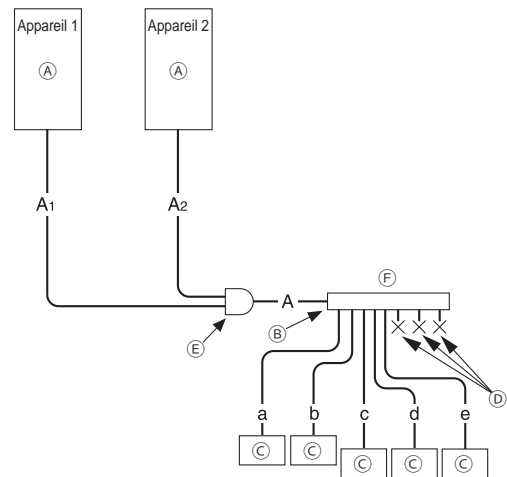 Appareil 1 Appareil 2
Ⓐ Ⓐ
A1 A2
Ⓕ
A
Ⓑ
Ⓔ
Ⓓ
a b c d e
Ⓒ Ⓒ Ⓒ Ⓒ Ⓒ